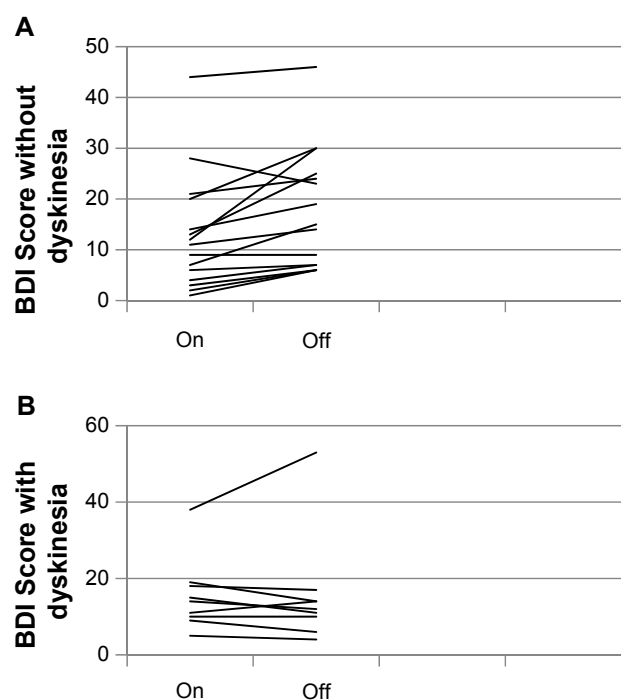 A
BDI Score without
dyskinesia
50
40
30
20
10
0
On
Off
B
BDI Score with
dyskinesia
60
40
20
0
On
Off